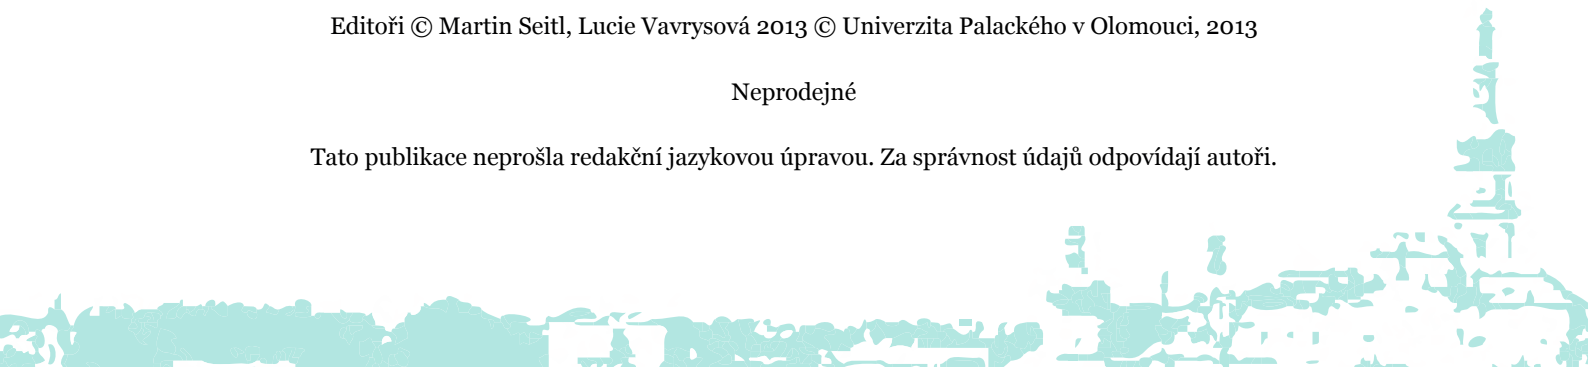 Editoři © Martin Seitl, Lucie Vavrysová 2013 © Univerzita Palackého v Olomouci, 2013
Neprodejné
Tato publikace neprošla redakční jazykovou úpravou. Za správnost údajů odpovídají autoři.